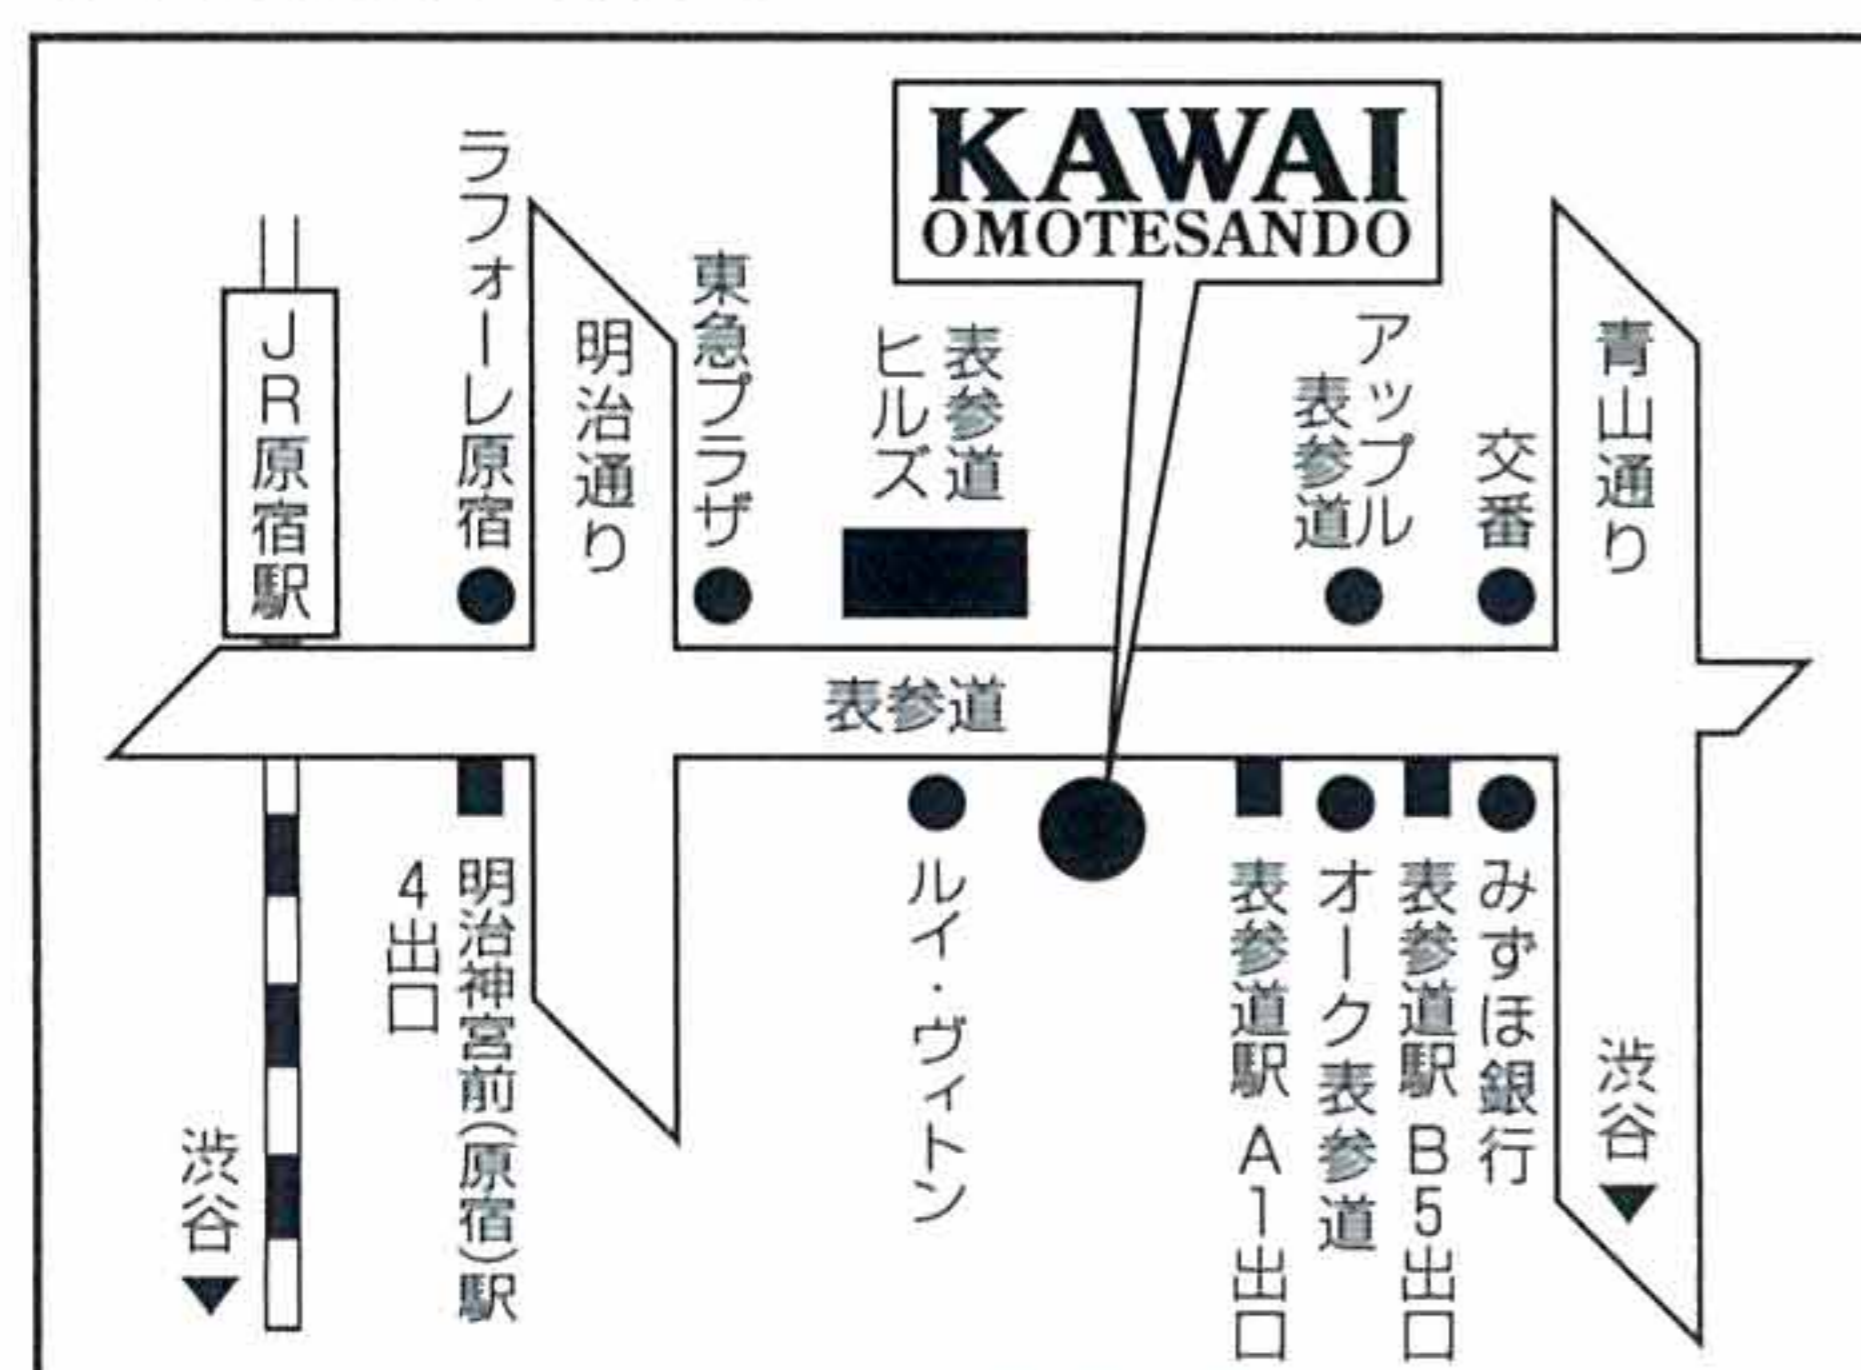 KAWAI
OMOTESANDO
JR原宿駅
ラフォーレ原宿
明治通り
東急プラザ
表参道
ヒルズ
アップル
表参道
交番
青山通り
表参道
渋谷▼
明治神宮前(原宿)駅
4出口
ルイ・ヴィトン
表参道駅 A1出口
オーク表参道
表参道駅 B5出口
みずほ銀行
渋谷▼